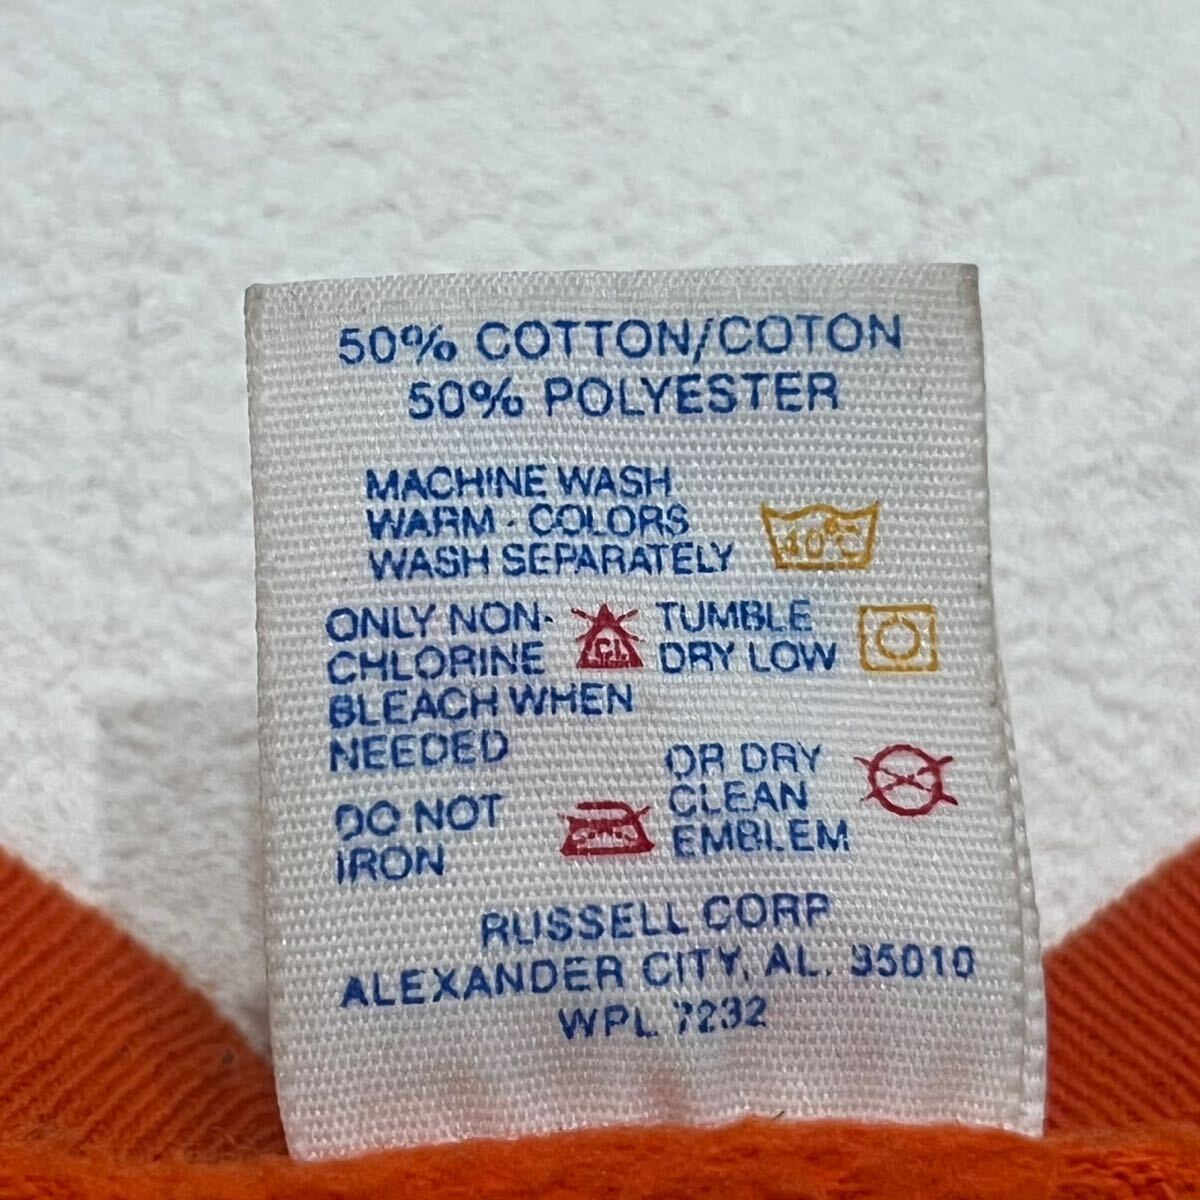 50% COTTON/COTON
50% POLYESTER
MACHINE WASH
WARM · COLORS
WASH SEPARATELY
40°C
ONLY NON-
CHLORINE
BLEACH WHEN
NEEDED
CL
TUMBLE
DRY LOW
DO NOT
IRON
OR DRY
CLEAN
EMBLEM
RUSSELL CORP
ALEXANDER CITY, AL. 35010
WPL 7232